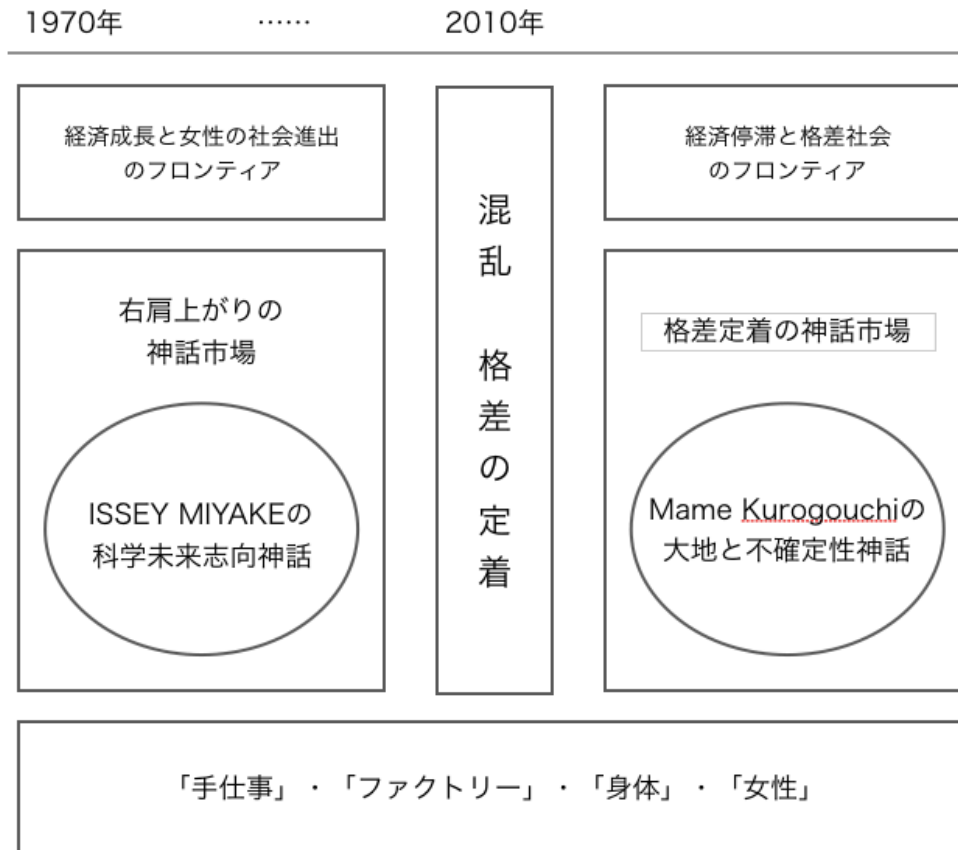 1970年 …… 2010年
経済成長と女性の社会進出
のフロンティア
右肩上がりの
神話市場
ISSEY MIYAKEの
科学未来志向神話
混乱 格差の定着
経済停滞と格差社会
のフロンティア
格差定着の神話市場
Mame Kurogouchiの
大地と不確定性神話
「手仕事」・「ファクトリー」・「身体」・「女性」